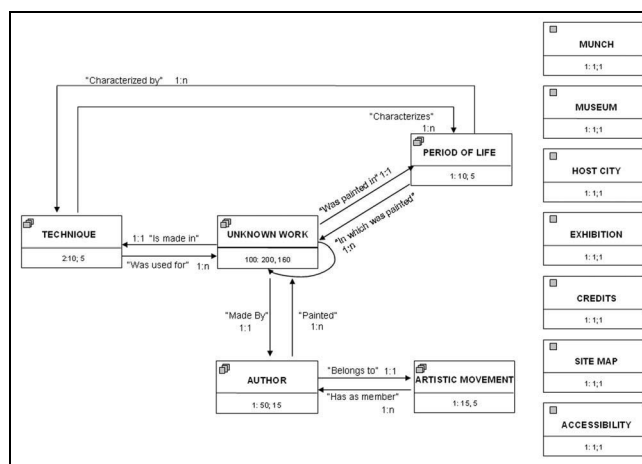 "Characterized by" 1:n
"Characterizes"
1:n
PERIOD OF LIFE
1: 10; 5
"Was painted in" 1:1
"In which was painted"
1:n
TECHNIQUE
2:10; 5
1:1 "Is made in"
"Was used for" 1:n
UNKNOWN WORK
100: 200, 160
"Made By"
1:1
"Painted"
1:n
AUTHOR
1: 50; 15
"Belongs to" 1:1
"Has as member"
1:n
ARTISTIC MOVEMENT
1: 15, 5
MUNCH
1: 1;1
MUSEUM
1: 1;1
HOST CITY
1: 1;1
EXHIBITION
1: 1;1
CREDITS
1: 1;1
SITE MAP
1: 1;1
ACCESSIBILITY
1: 1;1